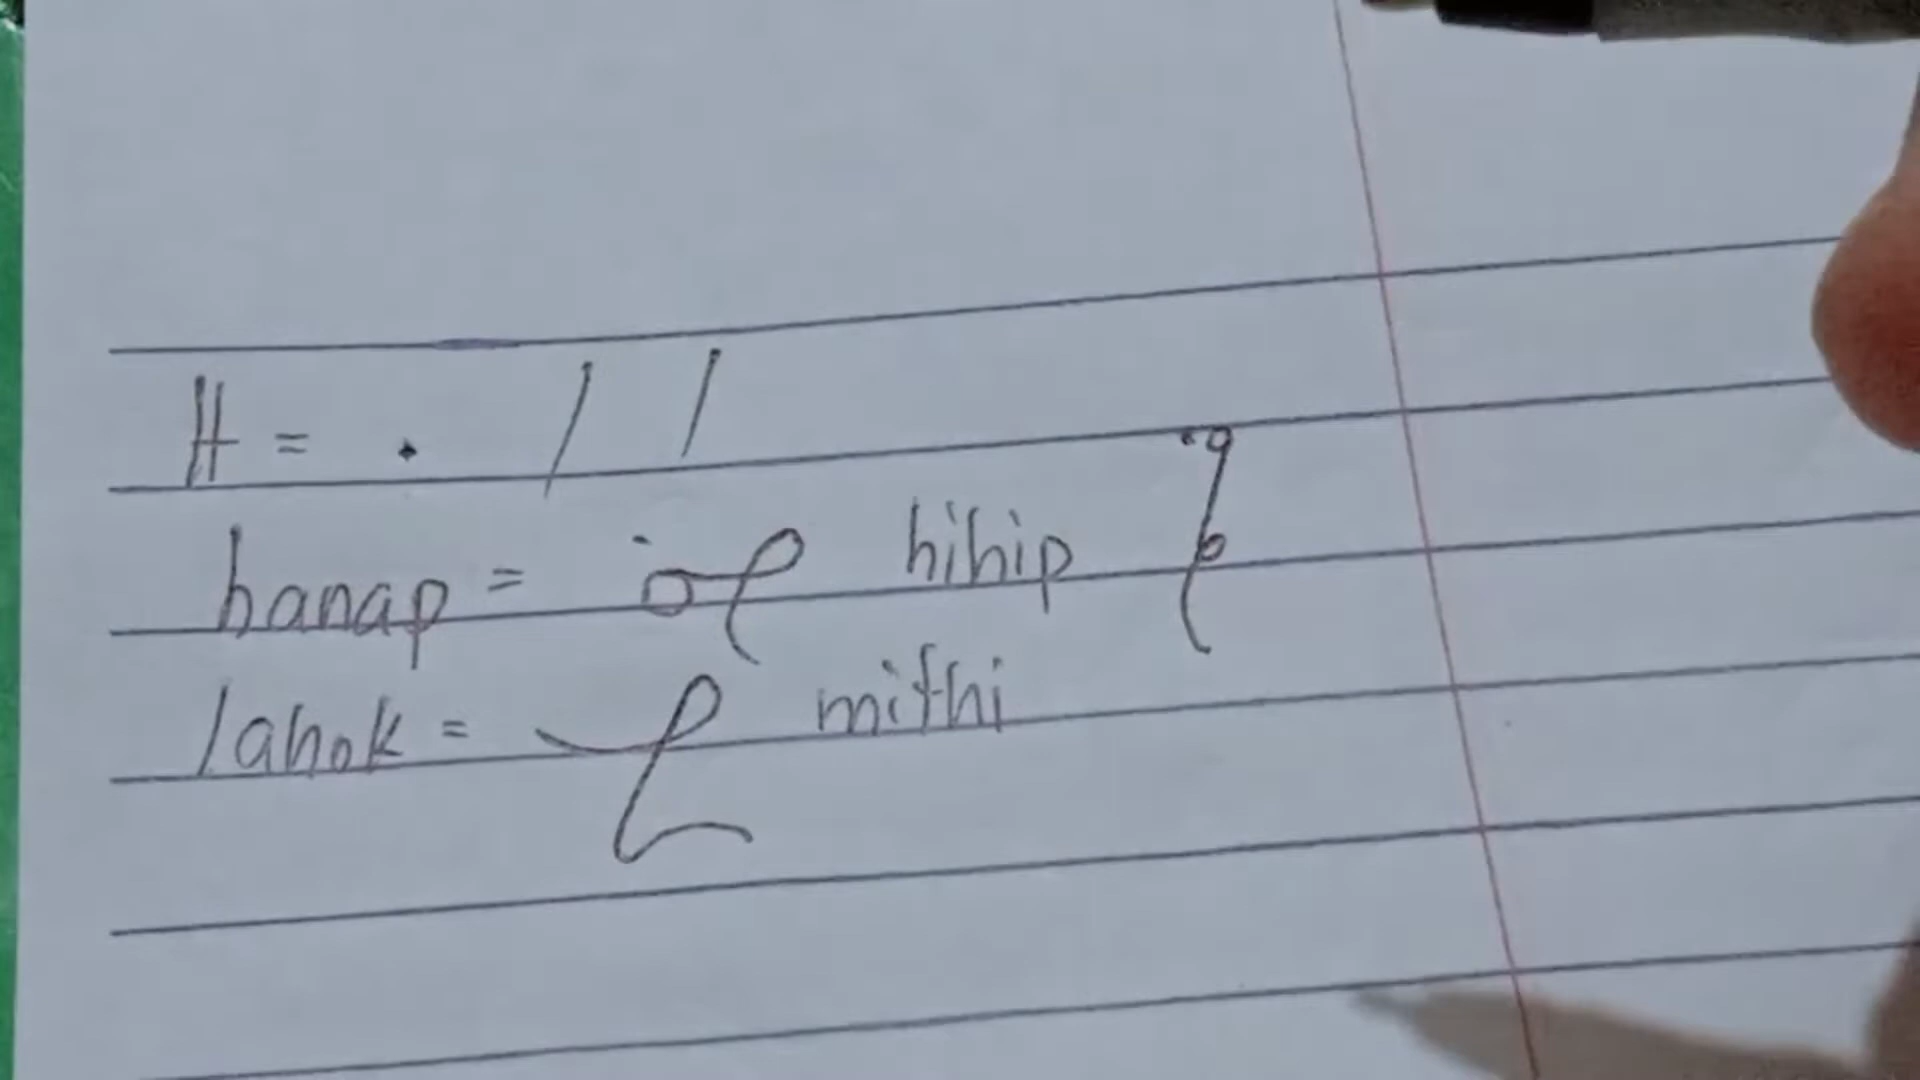 H = . / /
hanap = hihip
lahok = mithi